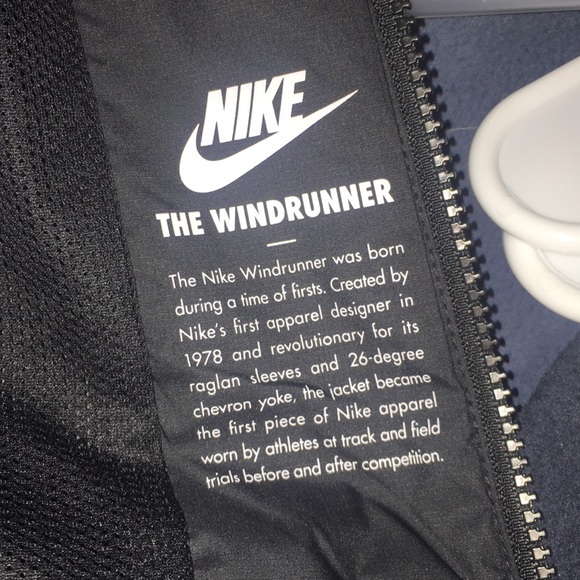 NIKE
THE WINDRUNNER
The Nike Windrunner was born
during a time of firsts. Created by
Nike's first apparel designer in
1978 and revolutionary for its
raglan sleeves and 26-degree
chevron yoke, the jacket became
the first piece of Nike apparel
worn by athletes at track and field
trials before and after competition.